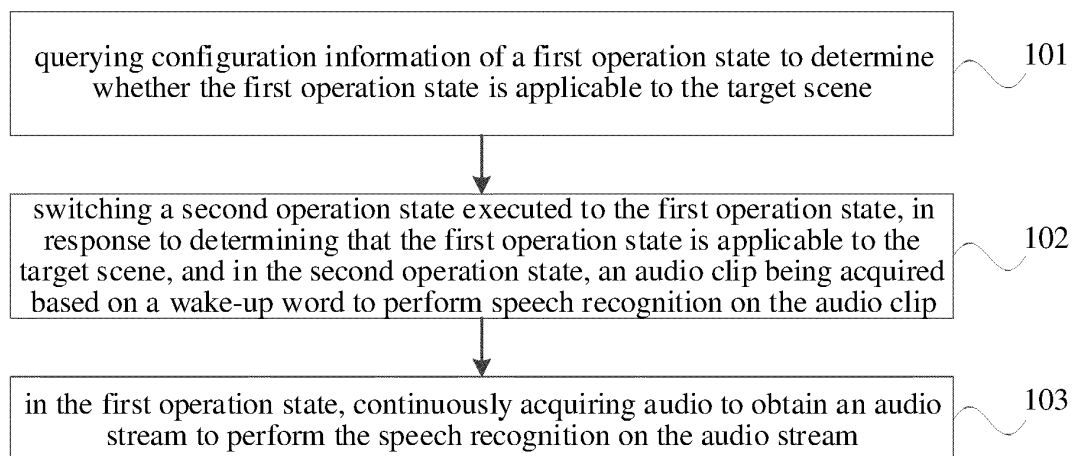 querying configuration information of a first operation state to determine
whether the first operation state is applicable to the target scene
101
switching a second operation state executed to the first operation state, in
response to determining that the first operation state is applicable to the
target scene, and in the second operation state, an audio clip being acquired
based on a wake-up word to perform speech recognition on the audio clip
102
in the first operation state, continuously acquiring audio to obtain an audio
stream to perform the speech recognition on the audio stream
103